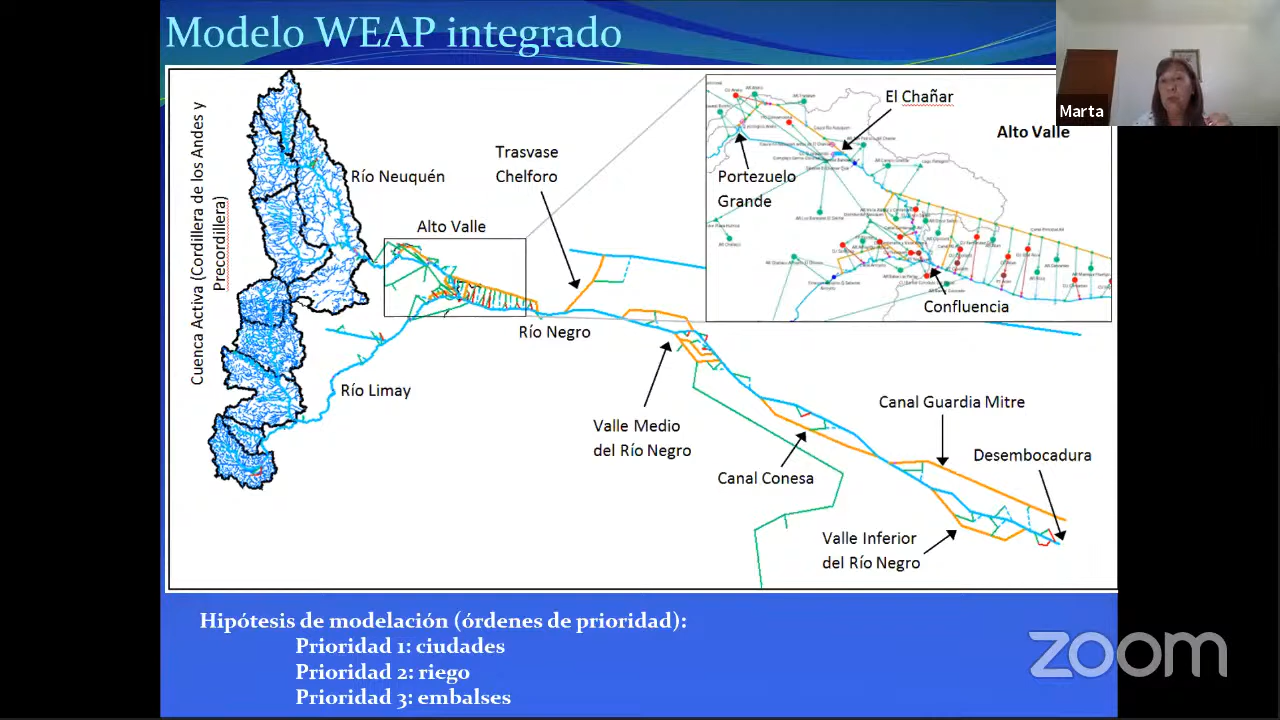 Modelo WEAP integrado
Marta
Cuenca Activa (Cordillera de los Andes y
Precordillera)
Río Neuquén
Trasvase
Chelforo
Alto Valle
El Chañar
Alto Valle
Portezuelo
Grande
Confluencia
Río Negro
Río Limay
Valle Medio
del Río Negro
Canal Conesa
Canal Guardia Mitre
Desembocadura
Valle Inferior
del Río Negro
Hipótesis de modelación (órdenes de prioridad):
Prioridad 1: ciudades
Prioridad 2: riego
Prioridad 3: embalses
zoom